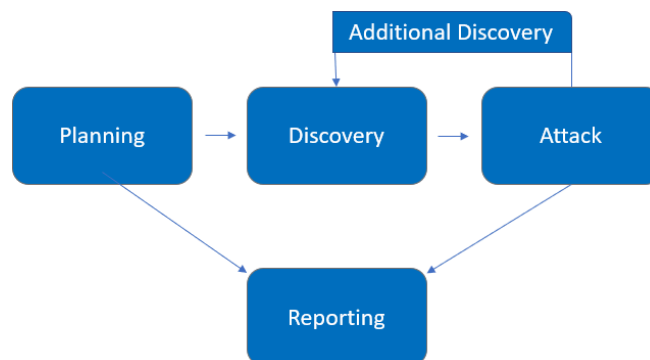 Additional Discovery
Planning
Discovery
Attack
Reporting